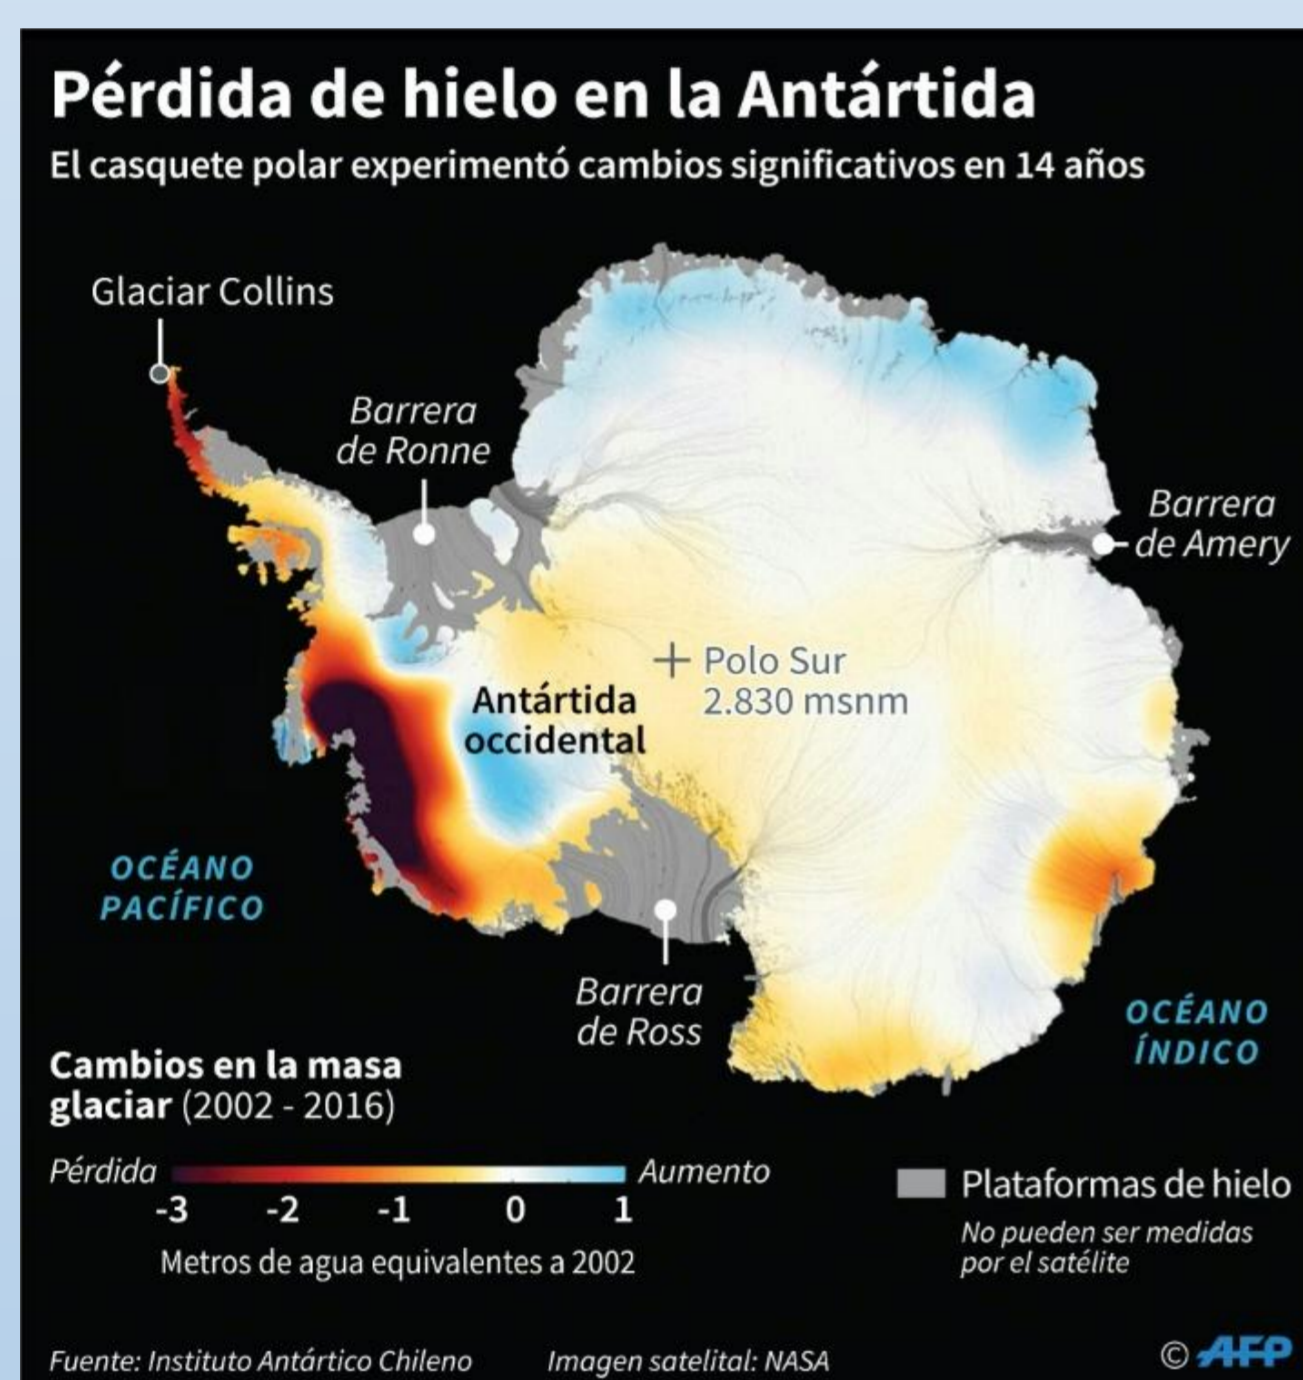 Pérdida de hielo en la Antártida
El casquete polar experimentó cambios significativos en 14 años
Glaciar Collins
Barrera
de Ronne
Barrera
de Amery
Polo Sur
2.830 msnm
Antártida
occidental
OCÉANO
PACÍFICO
Barrera
de Ross
OCÉANO
ÍNDICO
Cambios en la masa
glaciar (2002 - 2016)
Pérdida Aumento
-3 -2 -1 0 1
Metros de agua equivalentes a 2002
Plataformas de hielo
No pueden ser medidas
por el satélite
Fuente: Instituto Antártico Chileno Imagen satelital: NASA
© AFP